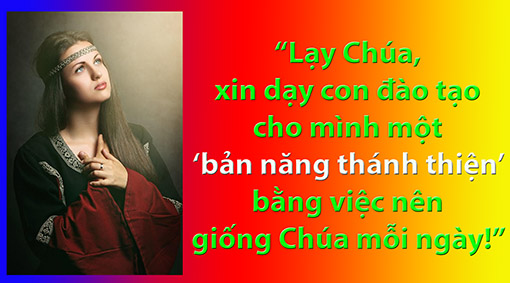 “Lạy Chúa,
xin dạy con đào tạo
cho mình một
‘bản năng thánh thiện’
bằng việc nên
giống Chúa mỗi ngày!”